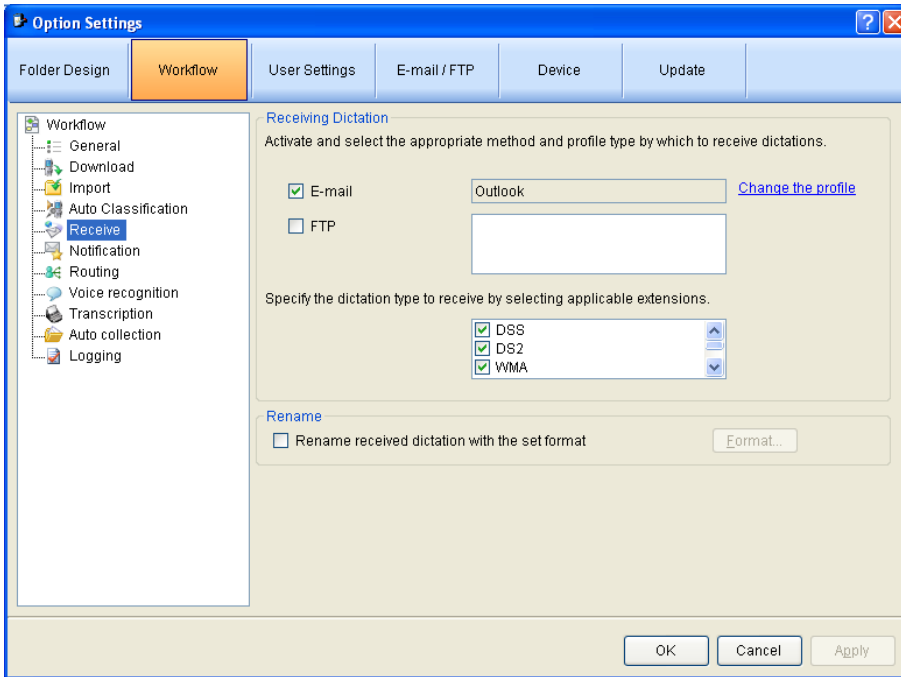 Option Settings
Folder Design
Workflow
User Settings
E-mail / FTP
Device
Update
Workflow
General
Download
Import
Auto Classification
Receive
Notification
Routing
Voice recognition
Transcription
Auto collection
Logging
Receiving Dictation
Activate and select the appropriate method and profile type by which to receive dictations.
E-mail
Outlook
Change the profile
FTP
Specify the dictation type to receive by selecting applicable extensions.
DSS
DS2
WMA
Rename
Rename received dictation with the set format
Format...
OK
Cancel
Apply